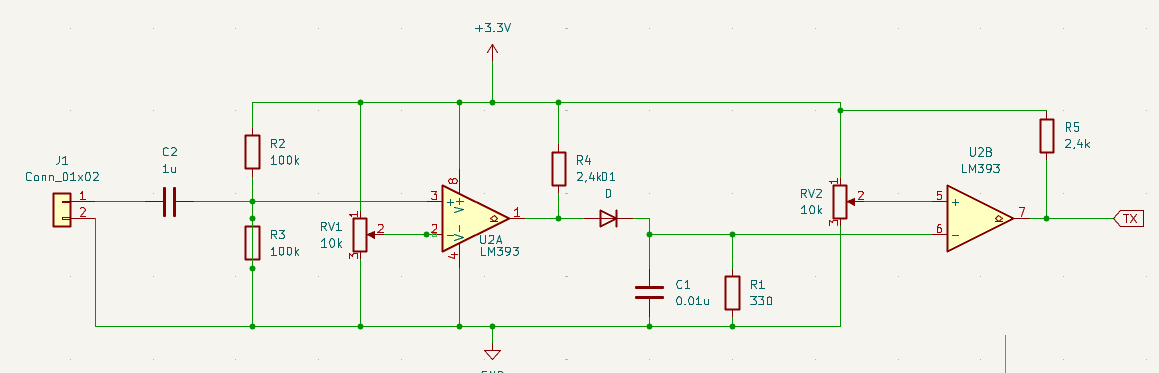 +3.3V
J1
Conn_01x02
1
2
C2
1u
R2
100k
R3
100k
RV1
10k
1
2
3
3
2
8
4
1
+
V+
V-
−
U2A
LM393
R4
2,4kD1
D
C1
0.01u
R1
330
RV2
10k
1
2
3
5
6
+
−
7
U2B
LM393
R5
2,4k
TX